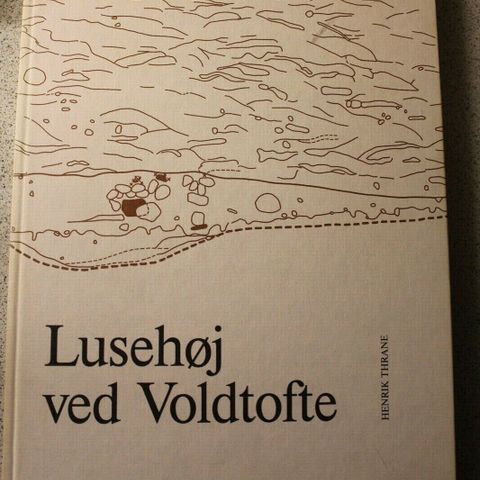 Lusehøj
ved Voldtofte
HENRIK THRANE